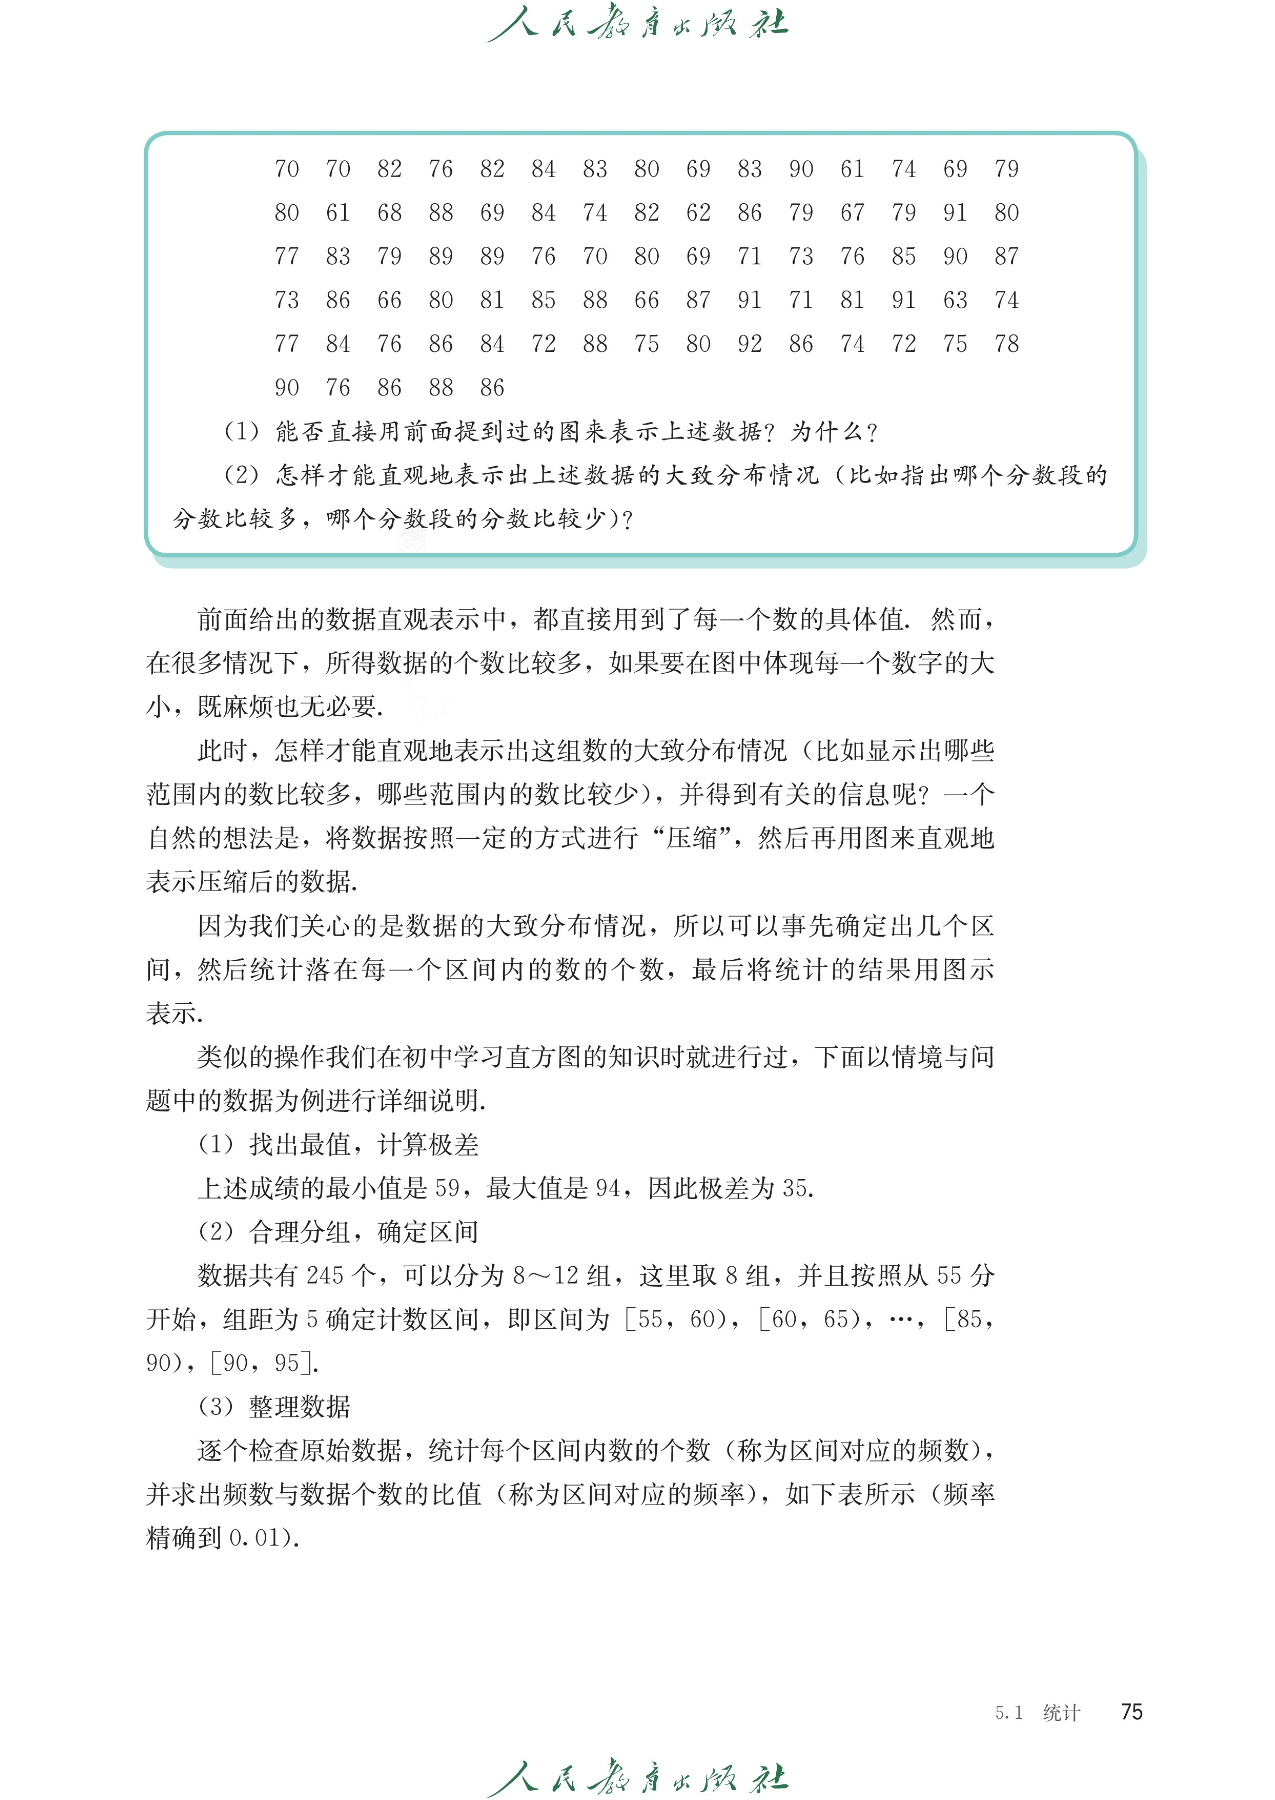 人民教育出版社
70 70 82 76 82 84 83 80 69 83 90 61 74 69 79
80 61 68 88 69 84 74 82 62 86 79 67 79 91 80
77 83 79 89 89 76 70 80 69 71 73 76 85 90 87
73 86 66 80 81 85 88 66 87 91 71 81 91 63 74
77 84 76 86 84 72 88 75 80 92 86 74 72 75 78
90 76 86 88 86
（1）能否直接用前面提到过的图来表示上述数据？为什么？
（2）怎样才能直观地表示出上述数据的大致分布情况（比如指出哪个分数段的
分数比较多，哪个分数段的分数比较少）？
前面给出的数据直观表示中，都直接用到了每一个数的具体值. 然而，
在很多情况下，所得数据的个数比较多，如果要在图中体现每一个数字的大
小，既麻烦也无必要.
此时，怎样才能直观地表示出这组数的大致分布情况（比如显示出哪些
范围内的数比较多，哪些范围内的数比较少），并得到有关的信息呢？一个
自然的想法是，将数据按照一定的方式进行“压缩”，然后再用图来直观地
表示压缩后的数据.
因为我们关心的是数据的大致分布情况，所以可以事先确定出几个区
间，然后统计落在每一个区间内的数的个数，最后将统计的结果用图示
表示.
类似的操作我们在初中学习直方图的知识时就进行过，下面以情境与问
题中的数据为例进行详细说明.
（1）找出最值，计算极差
上述成绩的最小值是 59，最大值是 94，因此极差为 35.
（2）合理分组，确定区间
数据共有 245 个，可以分为 8～12 组，这里取 8 组，并且按照从 55 分
开始，组距为 5 确定计数区间，即区间为 [55，60)，[60，65)，…，[85，
90)，[90，95].
（3）整理数据
逐个检查原始数据，统计每个区间内数的个数（称为区间对应的频数），
并求出频数与数据个数的比值（称为区间对应的频率），如下表所示（频率
精确到 0.01）.
5.1 统计 75
人民教育出版社